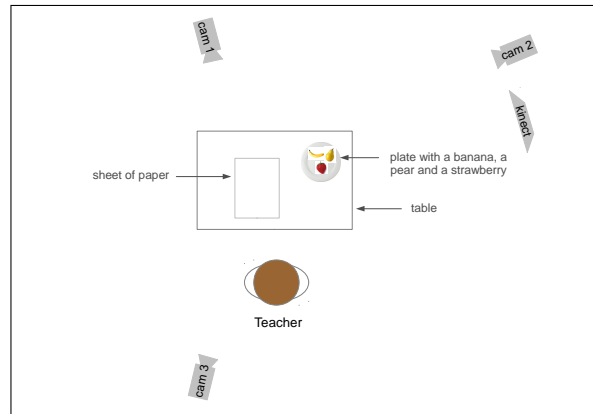 cam 1
cam 2
kinect
sheet of paper
plate with a banana, a
pear and a strawberry
table
Teacher
cam 3